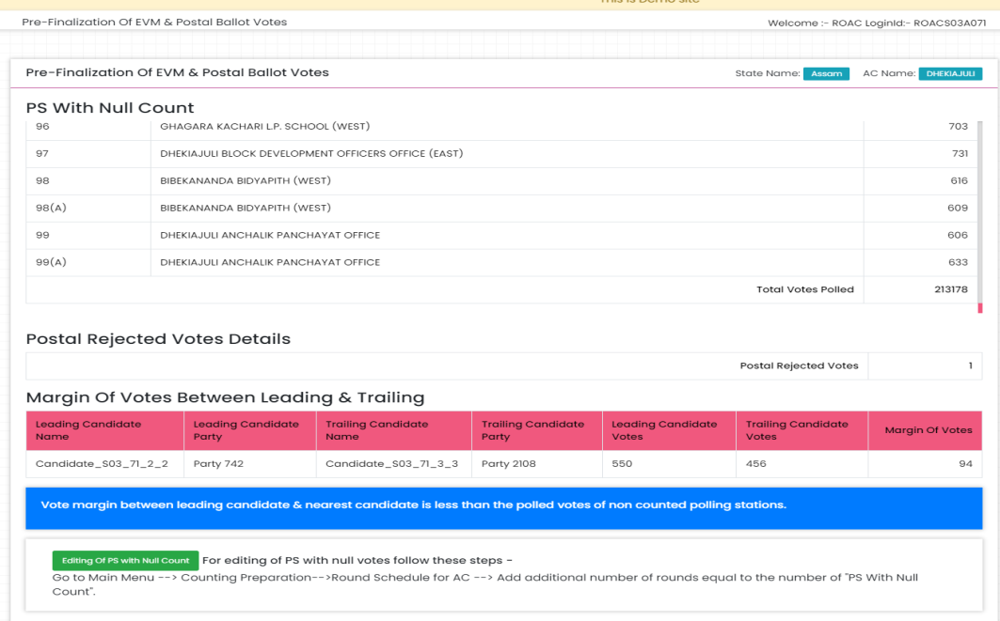 This is Demo site
Pre-Finalization Of EVM & Postal Ballot Votes Welcome :- ROAC LoginId:- ROACS03A071
Pre-Finalization Of EVM & Postal Ballot Votes State Name: Assam AC Name: DHEKIAJULI
PS With Null Count
96 GHAGARA KACHARI L.P. SCHOOL (WEST) 703
97 DHEKIAJULI BLOCK DEVELOPMENT OFFICERS OFFICE (EAST) 731
98 BIBEKANANDA BIDYAPITH (WEST) 616
98(A) BIBEKANANDA BIDYAPITH (WEST) 609
99 DHEKIAJULI ANCHALIK PANCHAYAT OFFICE 606
99(A) DHEKIAJULI ANCHALIK PANCHAYAT OFFICE 633
Total Votes Polled 213178
Postal Rejected Votes Details
Postal Rejected Votes 1
Margin Of Votes Between Leading & Trailing
Leading Candidate Name Leading Candidate Party Trailing Candidate Name Trailing Candidate Party Leading Candidate Votes Trailing Candidate Votes Margin Of Votes
Candidate_S03_71_2_2 Party 742 Candidate_S03_71_3_3 Party 2108 550 456 94
Vote margin between leading candidate & nearest candidate is less than the polled votes of non counted polling stations.
Editing Of PS with Null Count For editing of PS with null votes follow these steps -
Go to Main Menu --> Counting Preparation-->Round Schedule for AC --> Add additional number of rounds equal to the number of "PS With Null
Count".